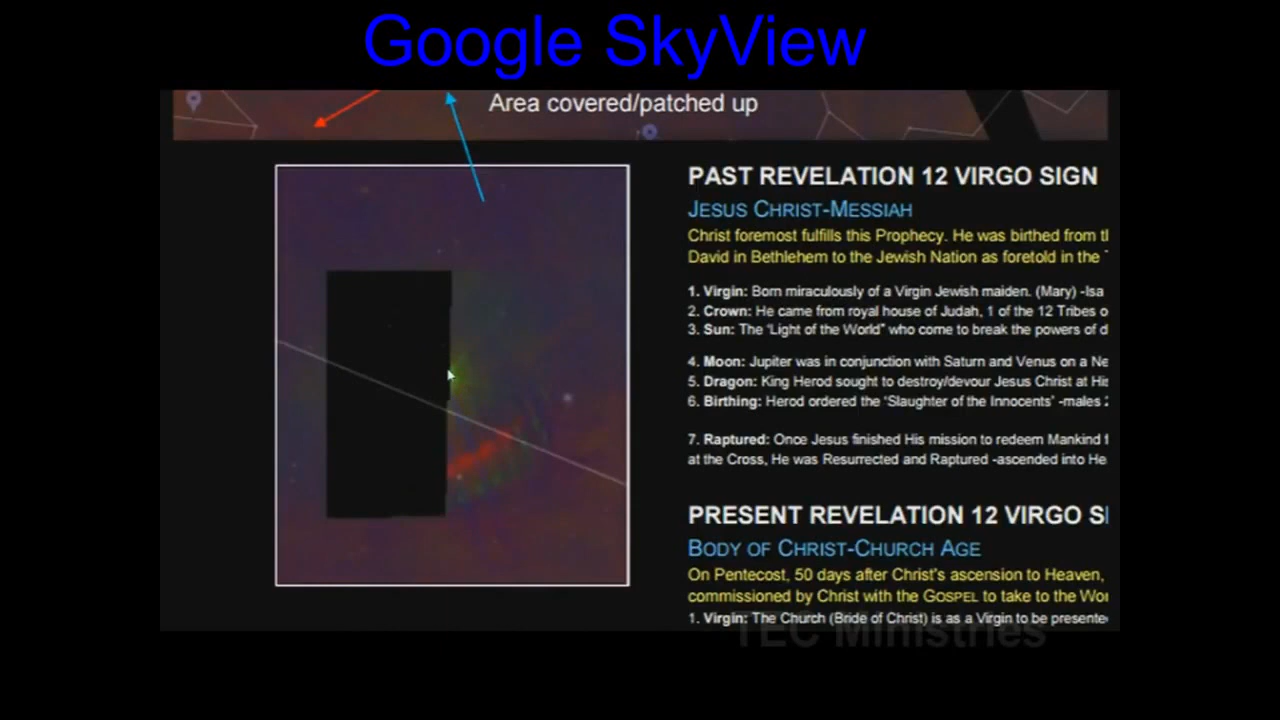 Google SkyView
Area covered/patched up
PAST REVELATION 12 VIRGO SIGN
JESUS CHRIST-MESSIAH
Christ foremost fulfills this Prophecy. He was birthed from
David in Bethlehem to the Jewish Nation as foretold in the
1. Virgin: Born miraculously of a Virgin Jewish maiden. (Mary) -Isa
2. Crown: He came from royal house of Judah, 1 of the 12 Tribes o
3. Sun: The 'Light of the World" who come to break the powers of d
4. Moon: Jupiter was in conjunction with Saturn and Venus on a Ne
5. Dragon: King Herod sought to destroy/devour Jesus Christ at His
6. Birthing: Herod ordered the 'Slaughter of the Innocents' -males
7. Raptured: Once Jesus finished His mission to redeem Mankind f
at the Cross, He was Resurrected and Raptured -ascended into He
PRESENT REVELATION 12 VIRGO
BODY OF CHRIST-CHURCH AGE
On Pentecost, 50 days after Christ's ascension to Heaven,
commissioned by Christ with the GOSPEL to take to the Wor
1. Virgin: The Church (Bride of Christ) is as a Virgin to be presente
TEC Ministries